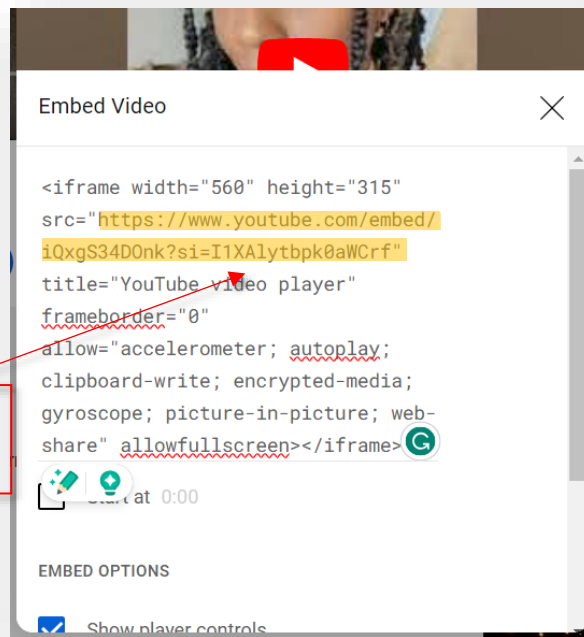 Embed Video
<iframe width="560" height="315"
src="https://www.youtube.com/embed/
iQxgS34DOnk?si=I1XAlytbpk0aWCrf"
title="YouTube video player"
frameborder="0"
allow="accelerometer; autoplay;
clipboard-write; encrypted-media;
gyroscope; picture-in-picture; web-
share" allowfullscreen></iframe>
Start at 0:00
EMBED OPTIONS
Show player controls